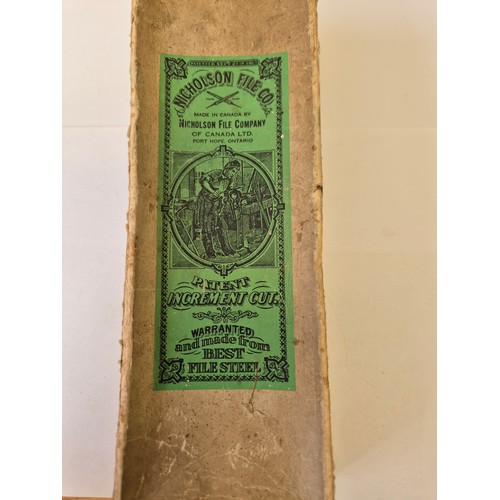 NICHOLSON FILE CO.
MADE IN CANADA BY
NICHOLSON FILE COMPANY
OF CANADA LTD.
PORT HOPE, ONTARIO
PATENT
INCREMENT CUT.
WARRANTED
and made from
BEST
FILE STEEL